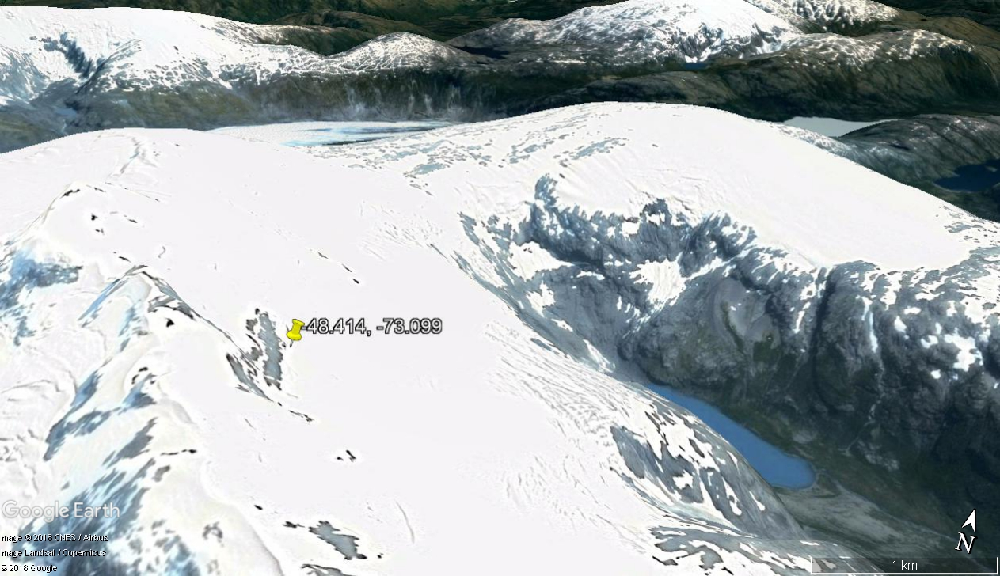 -48.414, -73.099
Google Earth
mage © 2018 CNES / Airbus
mage Landsat / Copernicus
© 2018 Google
N
1 km